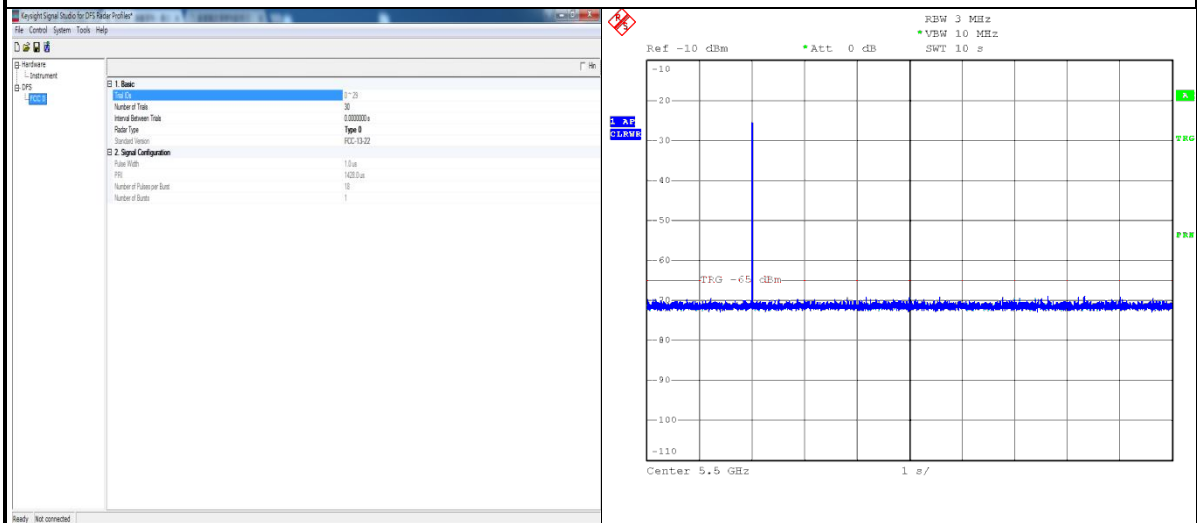 Keysight Signal Studio for DFS Radar Profiles*
File Control System Tools Help
Hardware
Instrument
DFS
FCC 0
Hin
1. Basic
Trial IDs 0~29
Number of Trials 30
Interval Between Trials 0.0000000 s
Radar Type Type 0
Standard Version FCC-13-22
2. Signal Configuration
Pulse Width 1.0 us
PRI 1428.0 us
Number of Pulses per Burst 18
Number of Bursts 1
Ready Not connected
R S
RBW 3 MHz
*VBW 10 MHz
Ref -10 dBm *Att 0 dB SWT 10 s
-10
-20
A
1 AP
CLRWR
-30
TRG
-40
-50
PRN
-60
TRG -65 dBm
-70
-80
-90
-100
-110
Center 5.5 GHz 1 s/